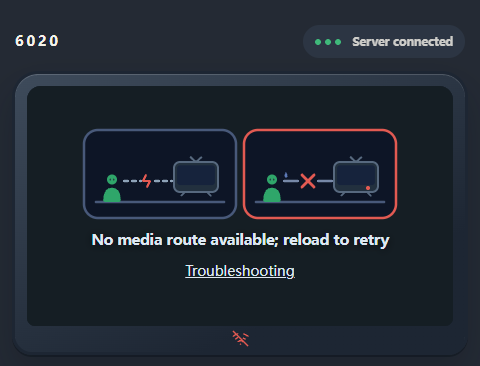 6020
Server connected
No media route available; reload to retry
Troubleshooting